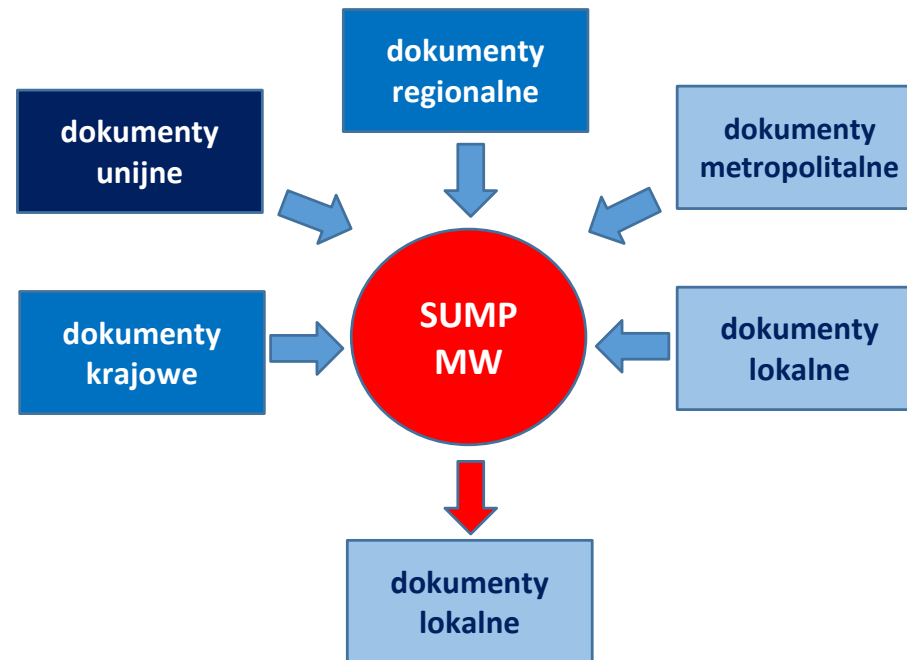 dokumenty
regionalne
dokumenty
unijne
dokumenty
metropolitalne
dokumenty
krajowe
SUMP
MW
dokumenty
lokalne
dokumenty
lokalne